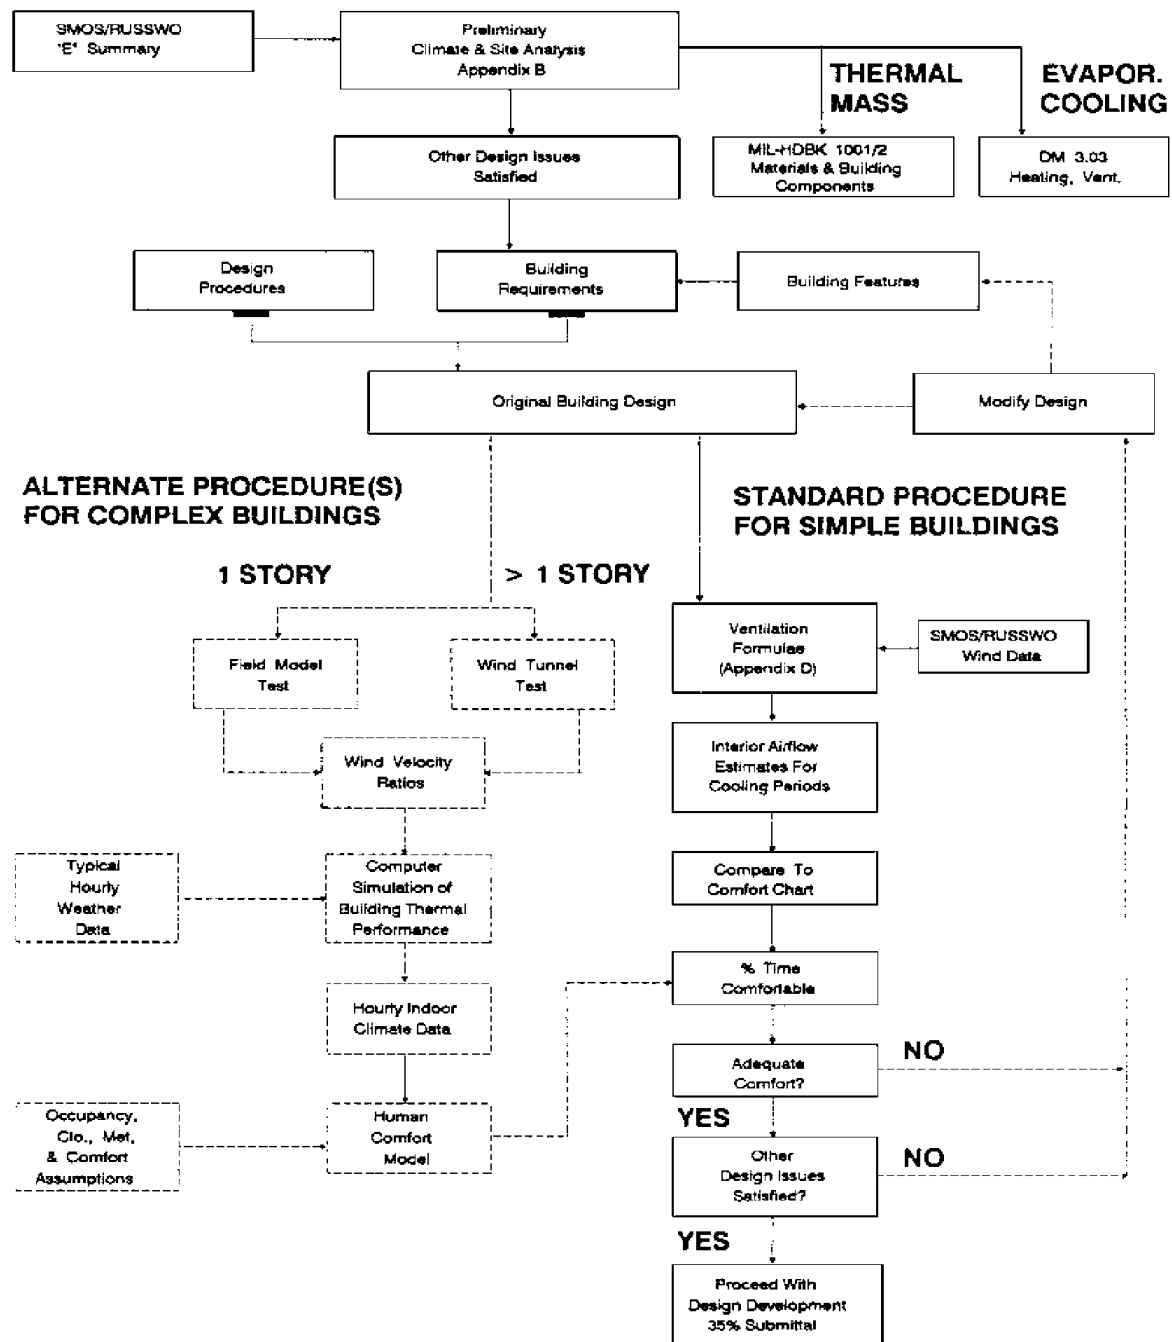 SMOS/RUSSWO
"E" Summary
Preliminary
Climate & Site Analysis
Appendix B
THERMAL
MASS
EVAPOR.
COOLING
Other Design Issues
Satisfied
MIL-HDBK 1001/2
Materials & Building
Components
DM 3.03
Heating, Vent,
Design
Procedures
Building
Requirements
Building Features
Original Building Design
Modify Design
ALTERNATE PROCEDURE(S)
FOR COMPLEX BUILDINGS
STANDARD PROCEDURE
FOR SIMPLE BUILDINGS
1 STORY
> 1 STORY
Field Model
Test
Wind Tunnel
Test
Ventilation
Formulae
(Appendix D)
SMOS/RUSSWO
Wind Data
Wind Velocity
Ratios
Interior Airflow
Estimates For
Cooling Periods
Typical
Hourly
Weather
Data
Computer
Simulation of
Building Thermal
Performance
Compare To
Comfort Chart
% Time
Comfortable
Hourly Indoor
Climate Data
Adequate
Comfort?
NO
YES
Occupancy,
Clo., Met,
& Comfort
Assumptions
Human
Comfort
Model
Other
Design Issues
Satisfied?
NO
YES
Proceed With
Design Development
35% Submittal